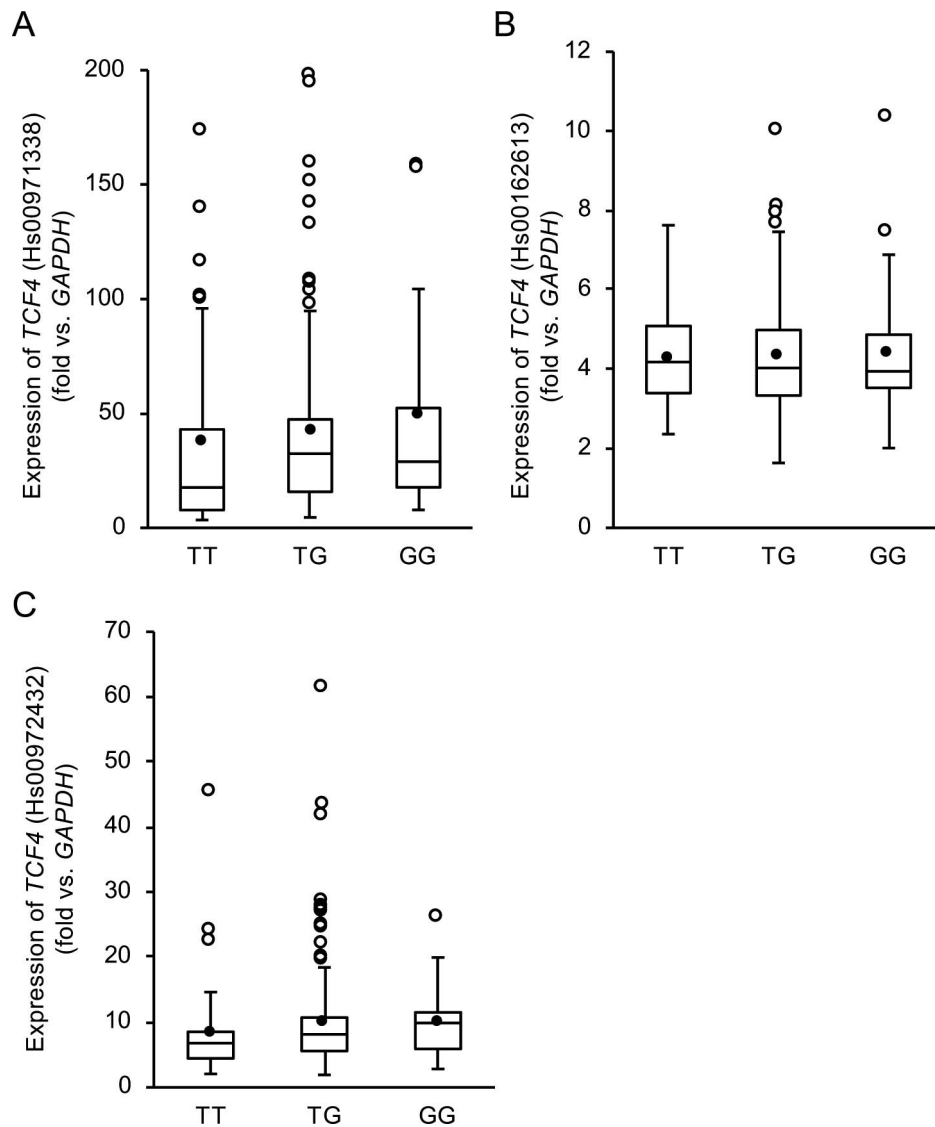 A
Expression of TCF4 (Hs00971338)
(fold vs. GAPDH)
200
150
100
50
0
TT TG GG
B
Expression of TCF4 (Hs00162613)
(fold vs. GAPDH)
12
10
8
6
4
2
0
TT TG GG
C
Expression of TCF4 (Hs00972432)
(fold vs. GAPDH)
70
60
50
40
30
20
10
0
TT TG GG